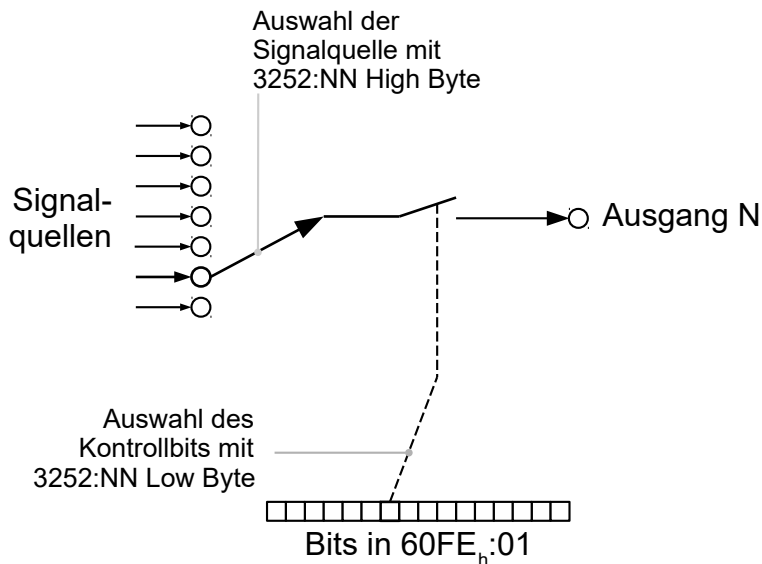 Auswahl der
Signalquelle mit
3252:NN High Byte
Signal-
quellen
Ausgang N
Auswahl des
Kontrollbits mit
3252:NN Low Byte
Bits in 60FEₕ:01